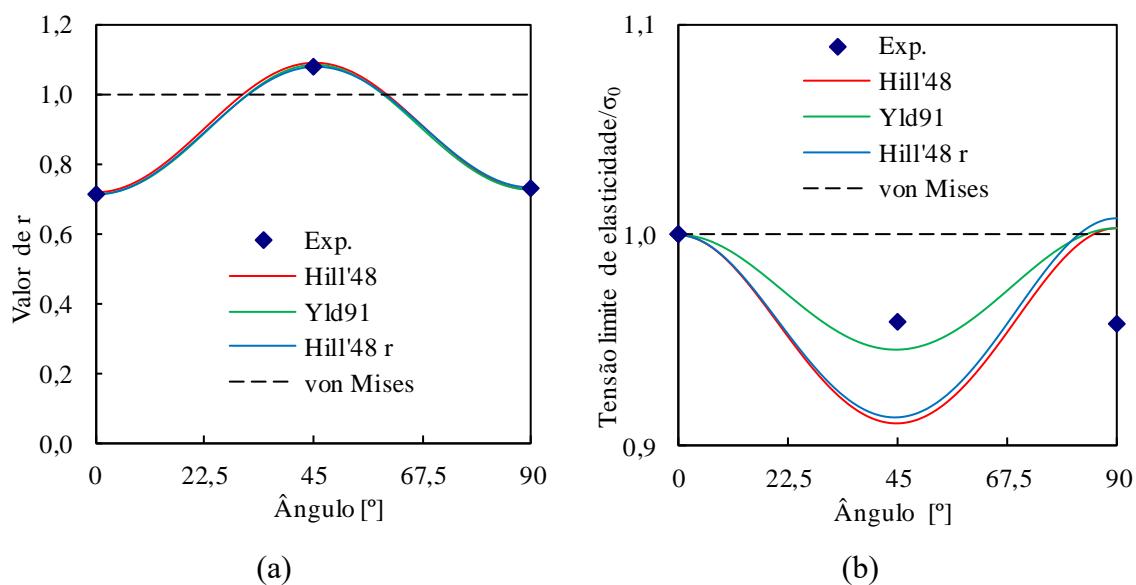 1,2
1,0
0,8
0,6
0,4
0,2
0,0
Valor de r
Exp.
Hill'48
Yld91
Hill'48 r
von Mises
0
22,5
45
67,5
90
Ângulo [º]
(a)
1,1
1,0
0,9
Tensão limite de elasticidade/σ0
Exp.
Hill'48
Yld91
Hill'48 r
von Mises
0
22,5
45
67,5
90
Ângulo [º]
(b)